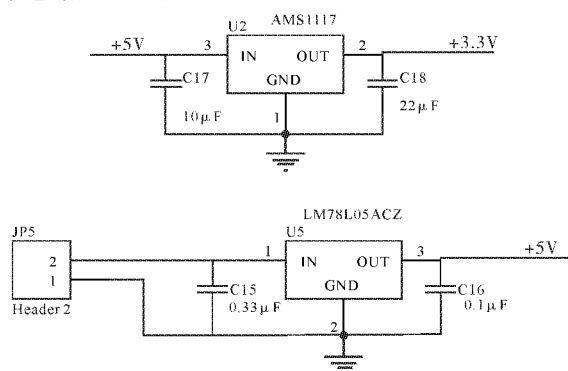 AMS1117
U2
+5V
3
IN
OUT
2
+3.3V
GND
C17
10μF
1
C18
22μF
LM78L05ACZ
U5
JP5
2
1
Header 2
1
IN
OUT
3
+5V
GND
C15
0.33μF
2
C16
0.1μF